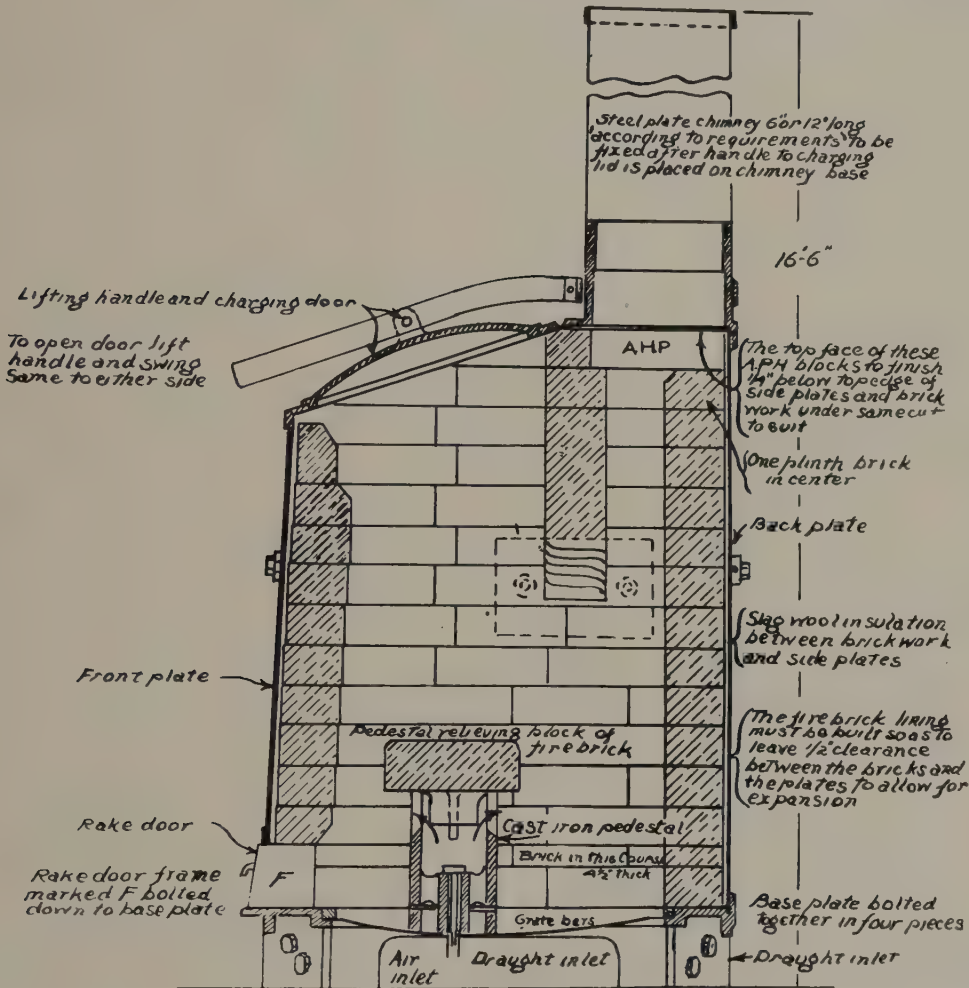 Steel plate chimney 6" or 12" long
according to requirements to be
fixed after handle to charging
lid is placed on chimney base
16'-6"
Lifting handle and charging door
To open door lift
handle and swing
Same to either side
AHP
The top face of these
APH blocks to finish
1/4" below top edge of
side plates and brick
work under same cut
to suit
One plinth brick
in center
Back plate
Slag wool insulation
between brickwork
and side plates
Front plate
Pedestal relieving block of
firebrick
The fire brick lining
must be built so as to
leave 1/2" clearance
between the bricks and
the plates to allow for
expansion
Rake door
Cast iron pedestal
Brick in this Course
4 1/2" thick
Rake door frame
marked F bolted
down to base plate
F
Grate bars
Base plate bolted
together in four pieces
Air
inlet
Draught inlet
Draught inlet